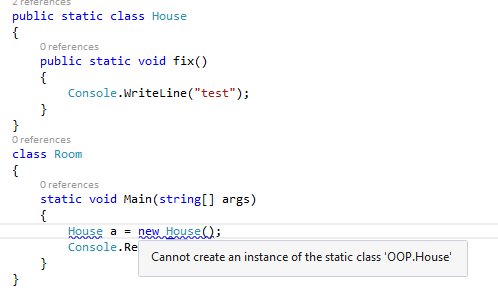 2 references
public static class House
{
0 references
public static void fix()
{
Console.WriteLine("test");
}
}
0 references
class Room
{
0 references
static void Main(string[] args)
{
House a = new House();
Console.Re
Cannot create an instance of the static class 'OOP.House'
}
}